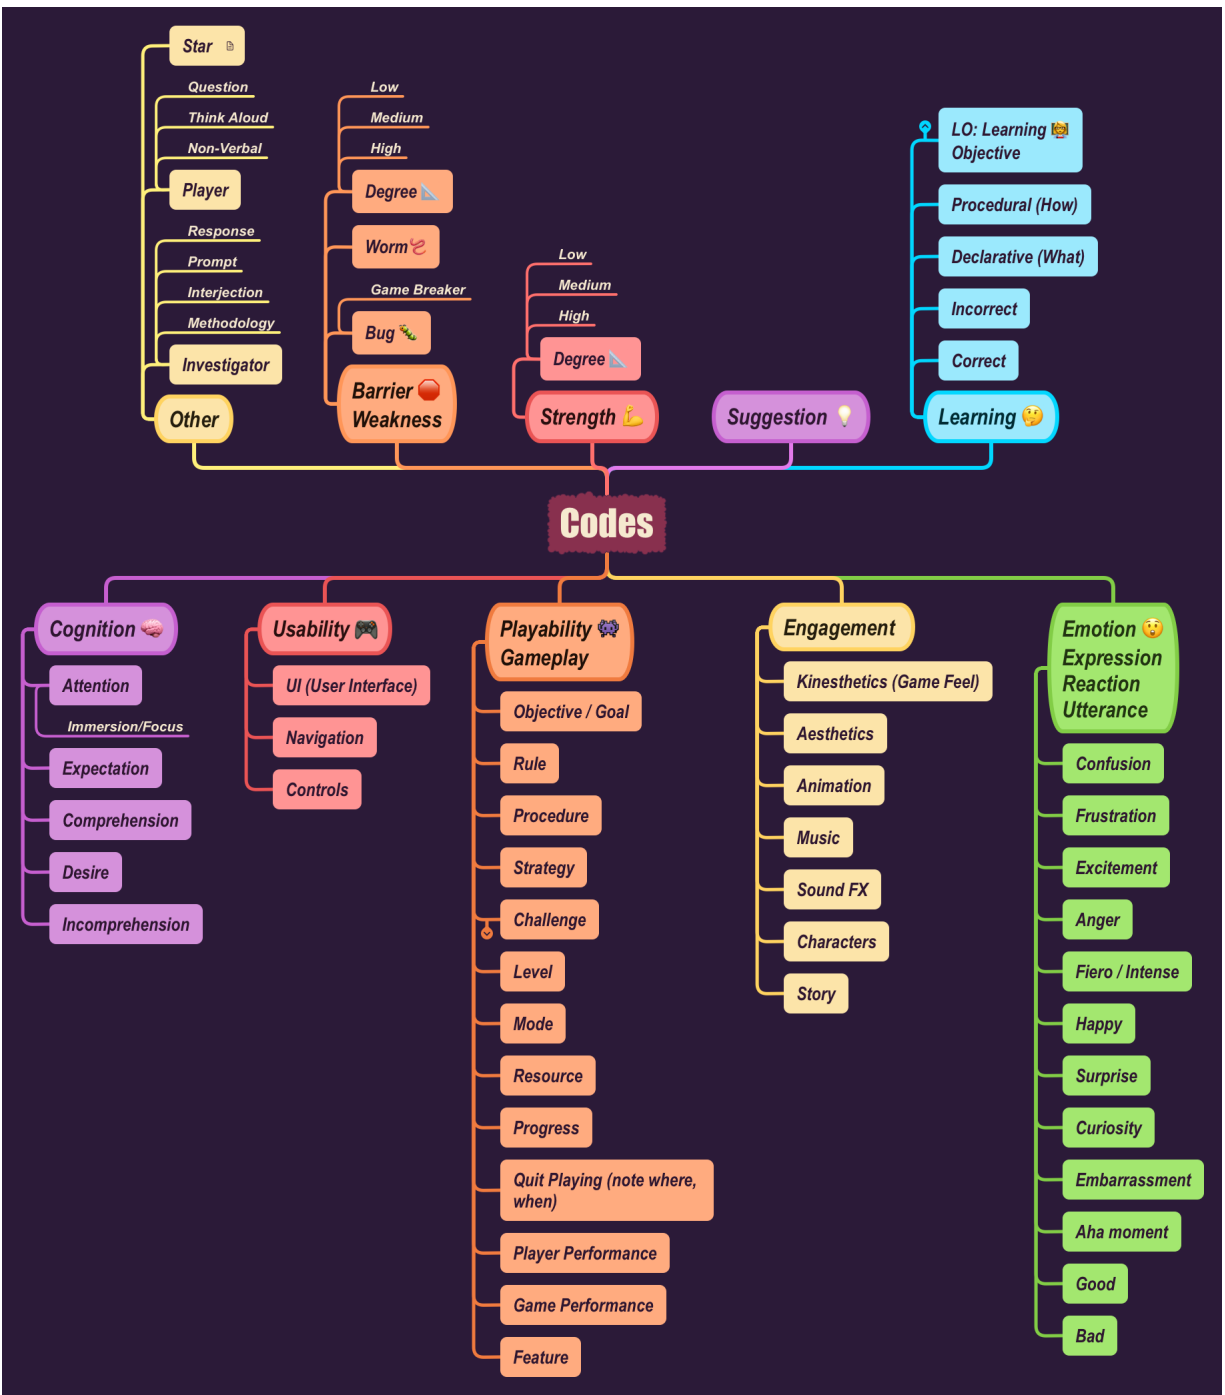 Star
Question
Think Aloud
Non-Verbal
Player
Response
Prompt
Interjection
Methodology
Investigator
Other
Low
Medium
High
Degree
Worm
Game Breaker
Bug
Barrier
Weakness
Low
Medium
High
Degree
Strength
Suggestion
LO: Learning
Objective
Procedural (How)
Declarative (What)
Incorrect
Correct
Learning
Codes
Cognition
Attention
Immersion/Focus
Expectation
Comprehension
Desire
Incomprehension
Usability
UI (User Interface)
Navigation
Controls
Playability
Gameplay
Objective / Goal
Rule
Procedure
Strategy
Challenge
Level
Mode
Resource
Progress
Quit Playing (note where,
when)
Player Performance
Game Performance
Feature
Engagement
Kinesthetics (Game Feel)
Aesthetics
Animation
Music
Sound FX
Characters
Story
Emotion
Expression
Reaction
Utterance
Confusion
Frustration
Excitement
Anger
Fiero / Intense
Happy
Surprise
Curiosity
Embarrassment
Aha moment
Good
Bad